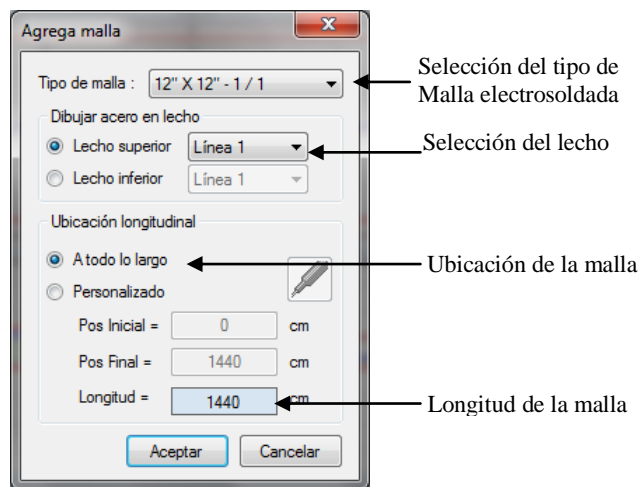 Agrega malla
Tipo de malla : 12" X 12" - 1 / 1
Selección del tipo de
Malla electrosoldada
Dibujar acero en lecho
Lecho superior Línea 1
Selección del lecho
Lecho inferior Línea 1
Ubicación longitudinal
A todo lo largo
Ubicación de la malla
Personalizado
Pos Inicial = 0 cm
Pos Final = 1440 cm
Longitud = 1440 cm
Longitud de la malla
Aceptar Cancelar